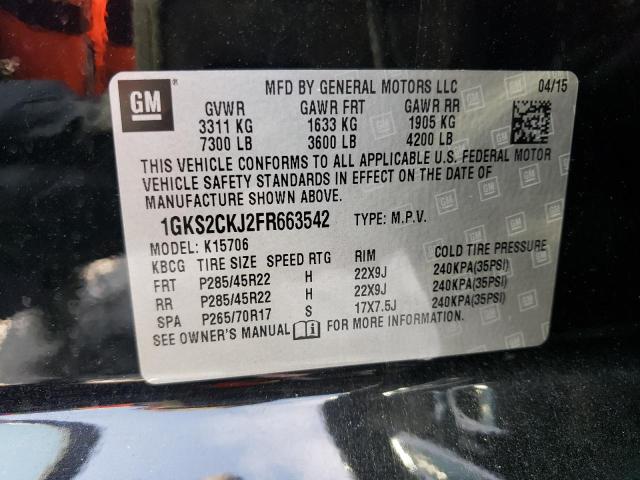 GM
MFD BY GENERAL MOTORS LLC 04/15
GVWR GAWR FRT GAWR RR
3311 KG 1633 KG 1905 KG
7300 LB 3600 LB 4200 LB
THIS VEHICLE CONFORMS TO ALL APPLICABLE U.S. FEDERAL MOTOR
VEHICLE SAFETY STANDARDS IN EFFECT ON THE DATE OF
MANUFACTURE SHOWN ABOVE.
1GKS2CKJ2FR663542 TYPE: M.P.V.
MODEL: K15706
KBCG TIRE SIZE SPEED RTG RIM COLD TIRE PRESSURE
FRT P285/45R22 H 22X9J 240KPA(35PSI)
RR P285/45R22 H 22X9J 240KPA(35PSI)
SPA P265/70R17 S 17X7.5J 240KPA(35PSI)
SEE OWNER'S MANUAL FOR MORE INFORMATION.